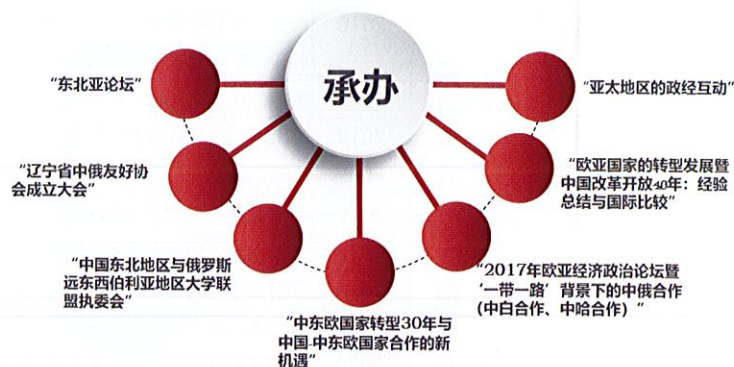 承办
"东北亚论坛"
"辽宁省中俄友好协
会成立大会"
"中国东北地区与俄罗斯
远东西伯利亚地区大学联
盟执委会"
"中东欧国家转型30年与
中国-中东欧国家合作的新
机遇"
"2017年欧亚经济政治论坛暨
'一带一路' 背景下的中俄合作
(中白合作、中哈合作) "
"欧亚国家的转型发展暨
中国改革开放40年：经验
总结与国际比较"
"亚太地区的政经互动"